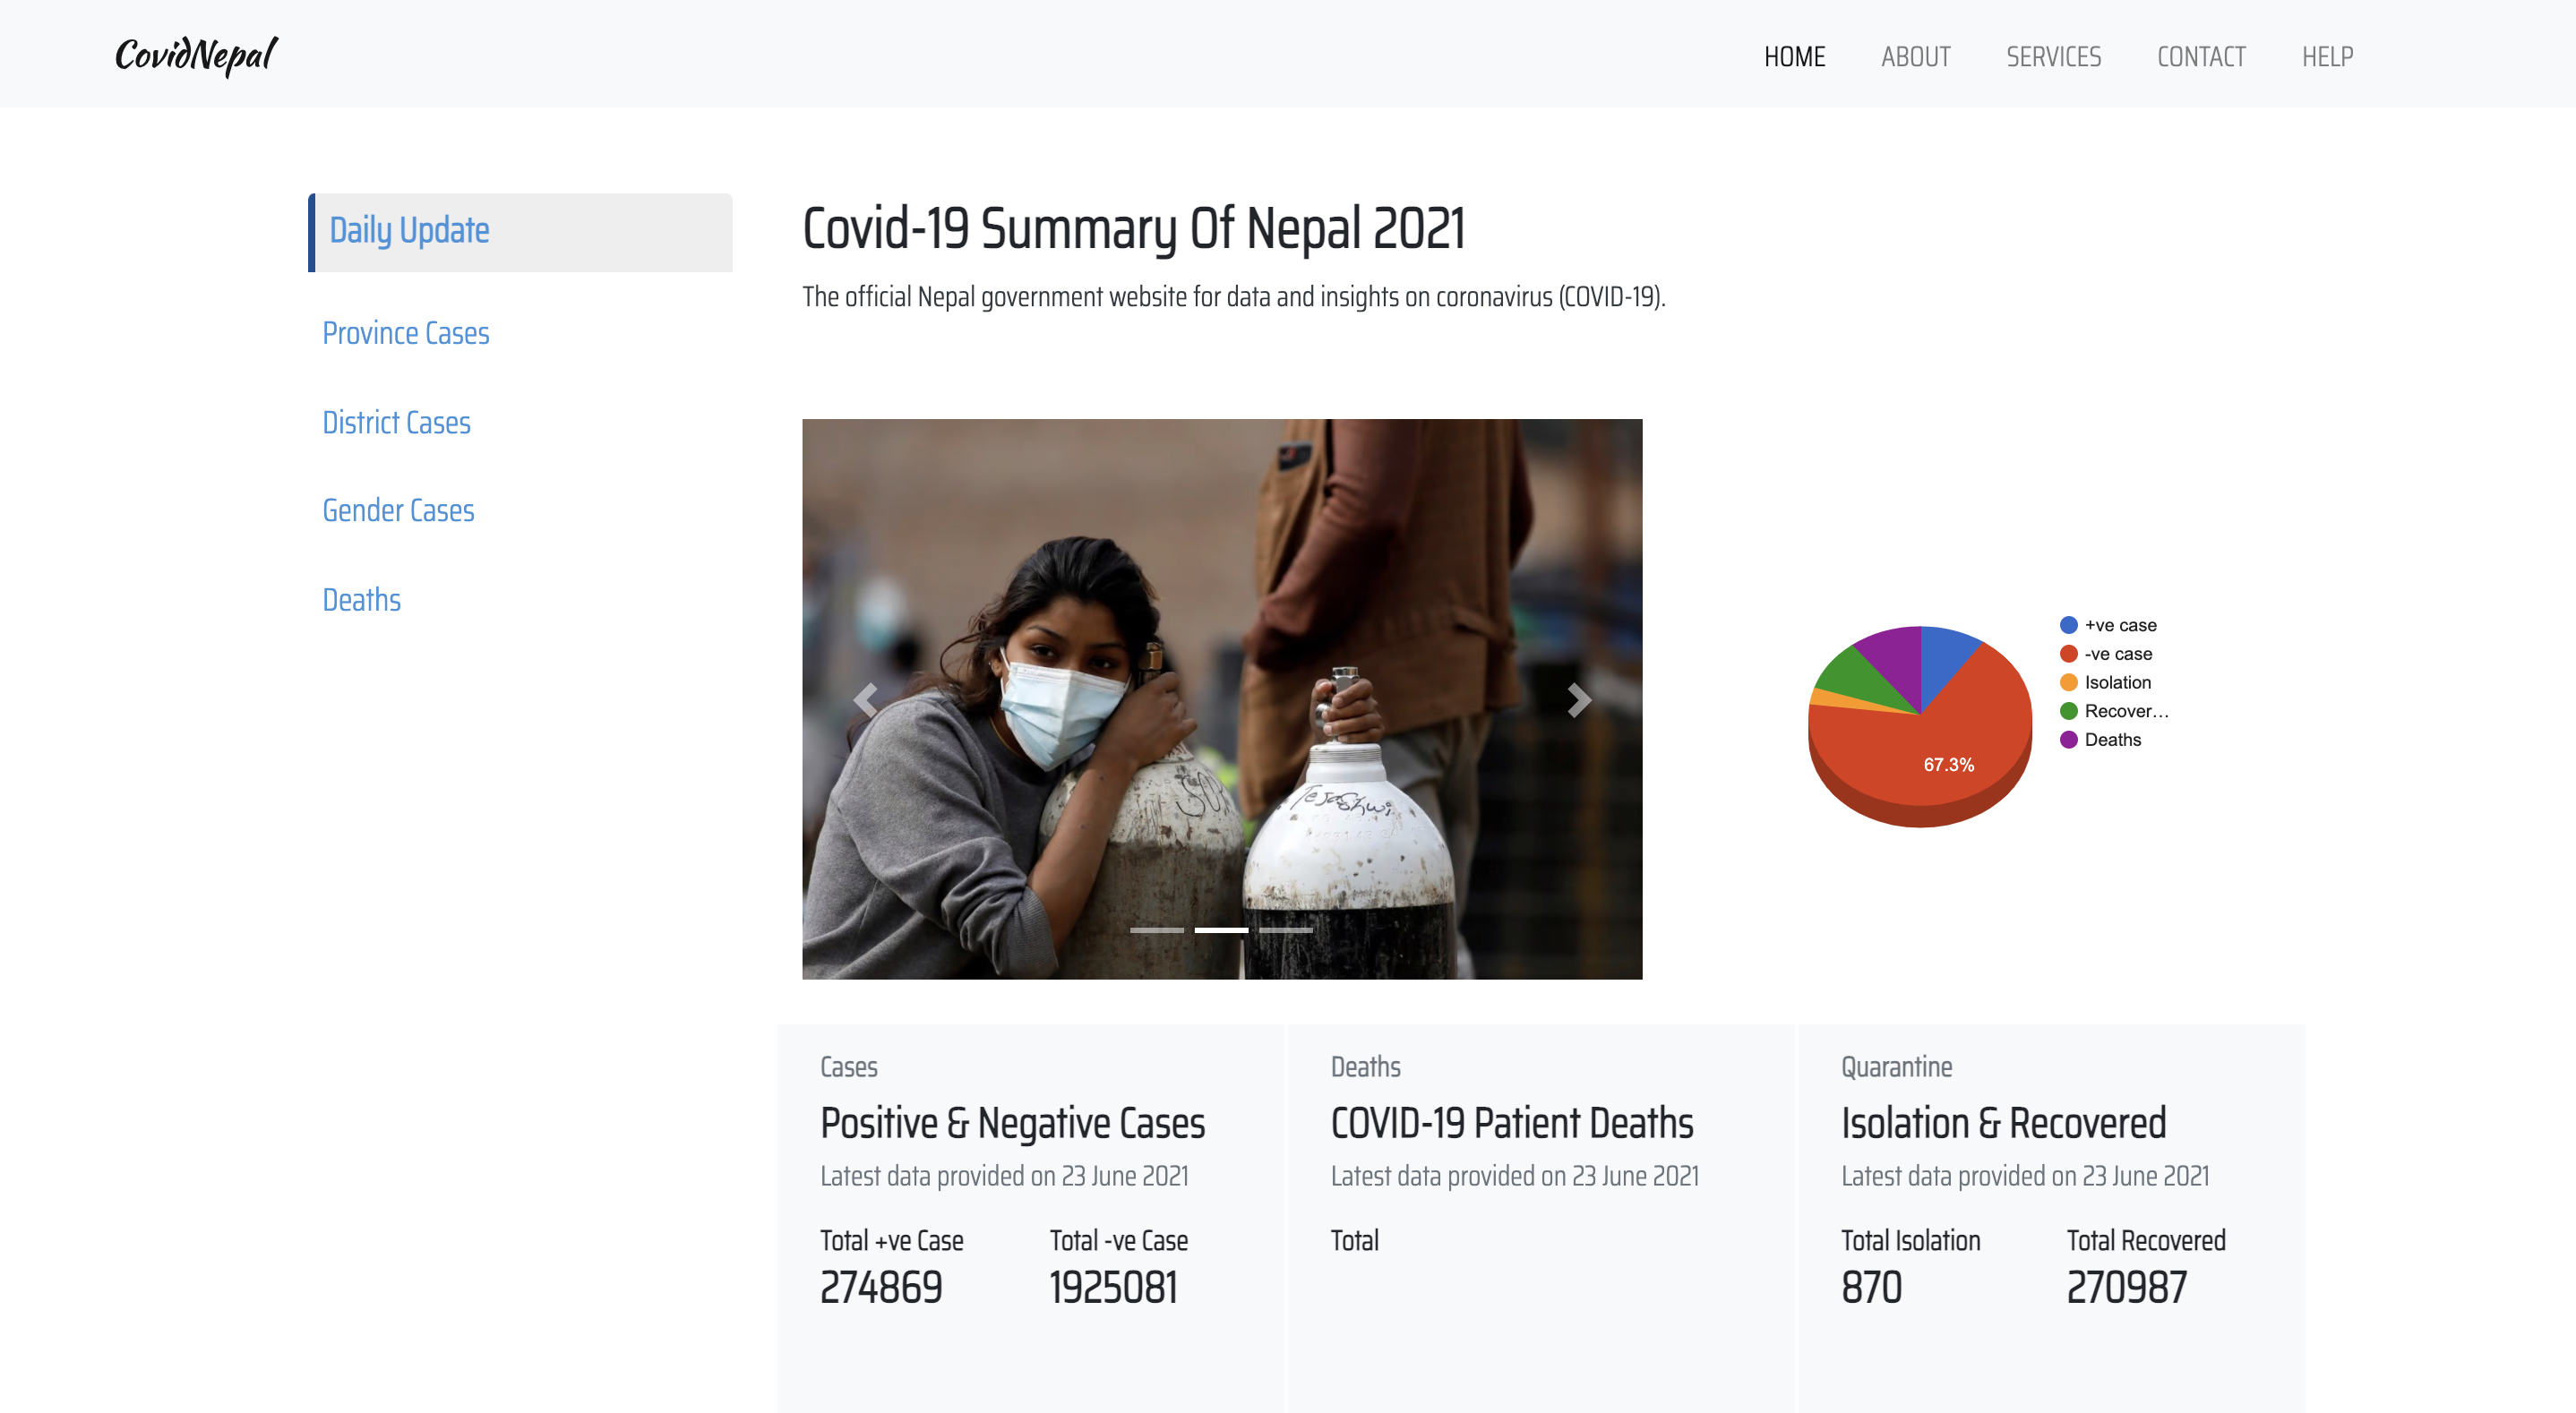 CovidNepal
HOME ABOUT SERVICES CONTACT HELP
Daily Update
Province Cases
District Cases
Gender Cases
Deaths
Covid-19 Summary Of Nepal 2021
The official Nepal government website for data and insights on coronavirus (COVID-19).
Tejashwi
67.3%
+ve case
-ve case
Isolation
Recover...
Deaths
Cases
Positive & Negative Cases
Latest data provided on 23 June 2021
Total +ve Case Total -ve Case
274869 1925081
Deaths
COVID-19 Patient Deaths
Latest data provided on 23 June 2021
Total
Quarantine
Isolation & Recovered
Latest data provided on 23 June 2021
Total Isolation Total Recovered
870 270987